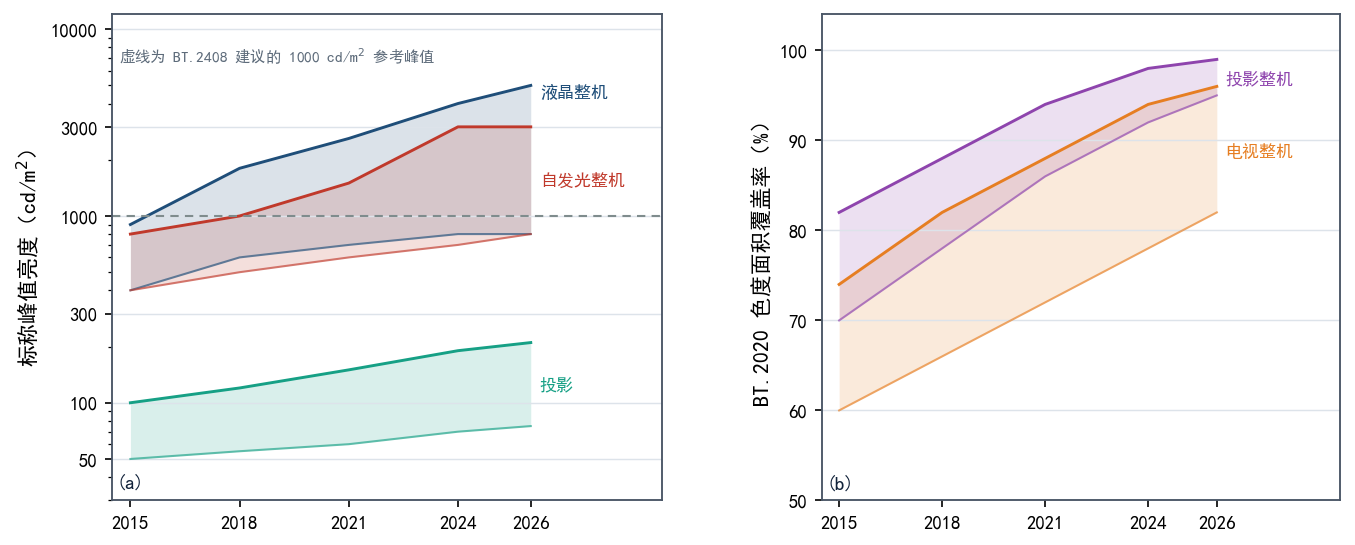 标称峰值亮度 (cd/m²)
10000
3000
1000
300
100
50
虚线为 BT.2408 建议的 1000 cd/m² 参考峰值
液晶整机
自发光整机
投影
(a)
2015 2018 2021 2024 2026
BT.2020 色度面积覆盖率 (%)
100
90
80
70
60
50
投影整机
电视整机
(b)
2015 2018 2021 2024 2026